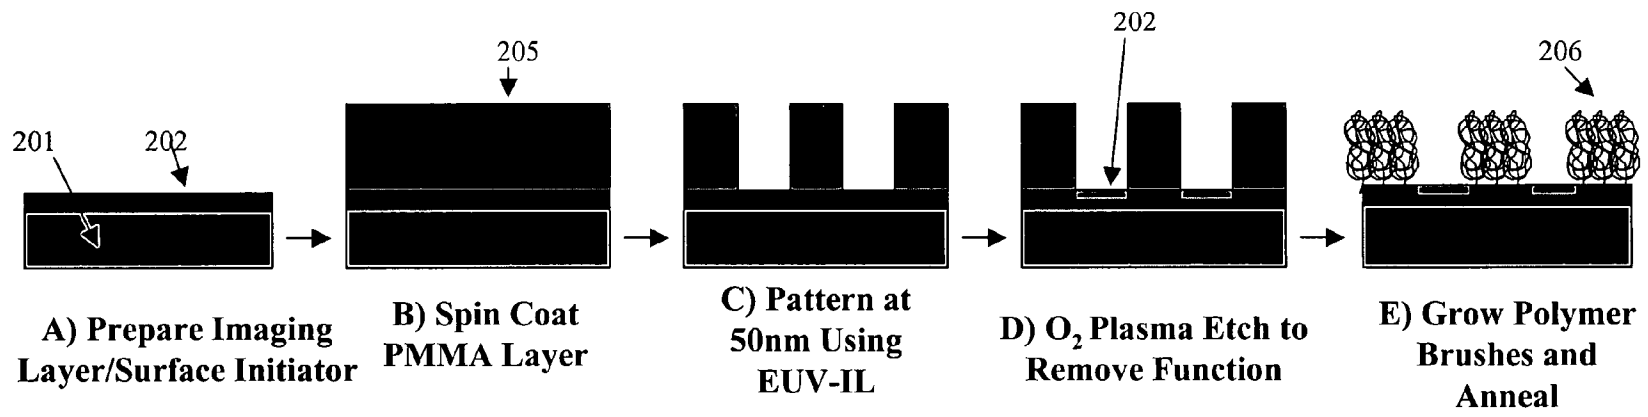 202
205
206
201
202
A) Prepare Imaging
Layer/Surface Initiator
B) Spin Coat
PMMA Layer
C) Pattern at
50nm Using
EUV-IL
D) O₂ Plasma Etch to
Remove Function
E) Grow Polymer
Brushes and
Anneal